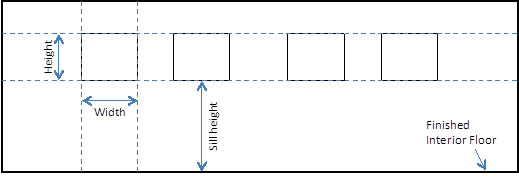 Height
Width
Sill height
Finished
Interior Floor